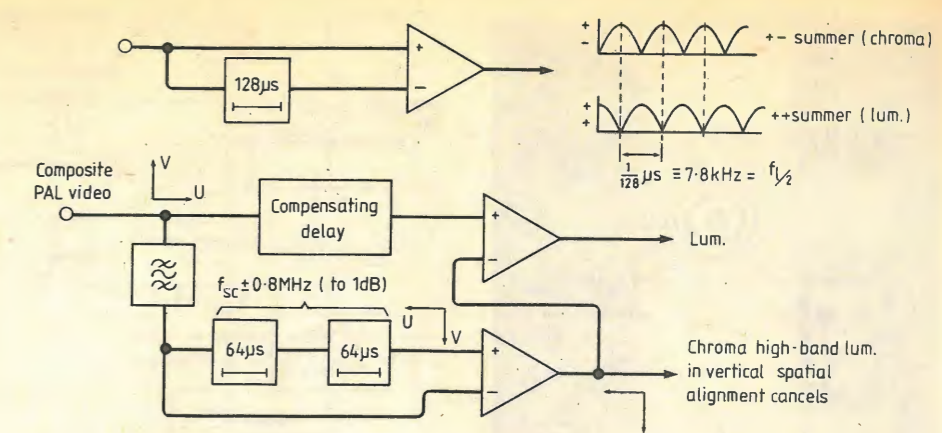 +
−
128µs
+
−
+− summer (chroma)
+
+
++summer (lum.)
1/128 µs ≡ 7·8kHz = f½
Composite
PAL video
V
U
Compensating
delay
+
−
Lum.
fsc±0·8MHz (to 1dB)
U
V
64µs
64µs
+
−
Chroma high-band lum.
in vertical spatial
alignment cancels